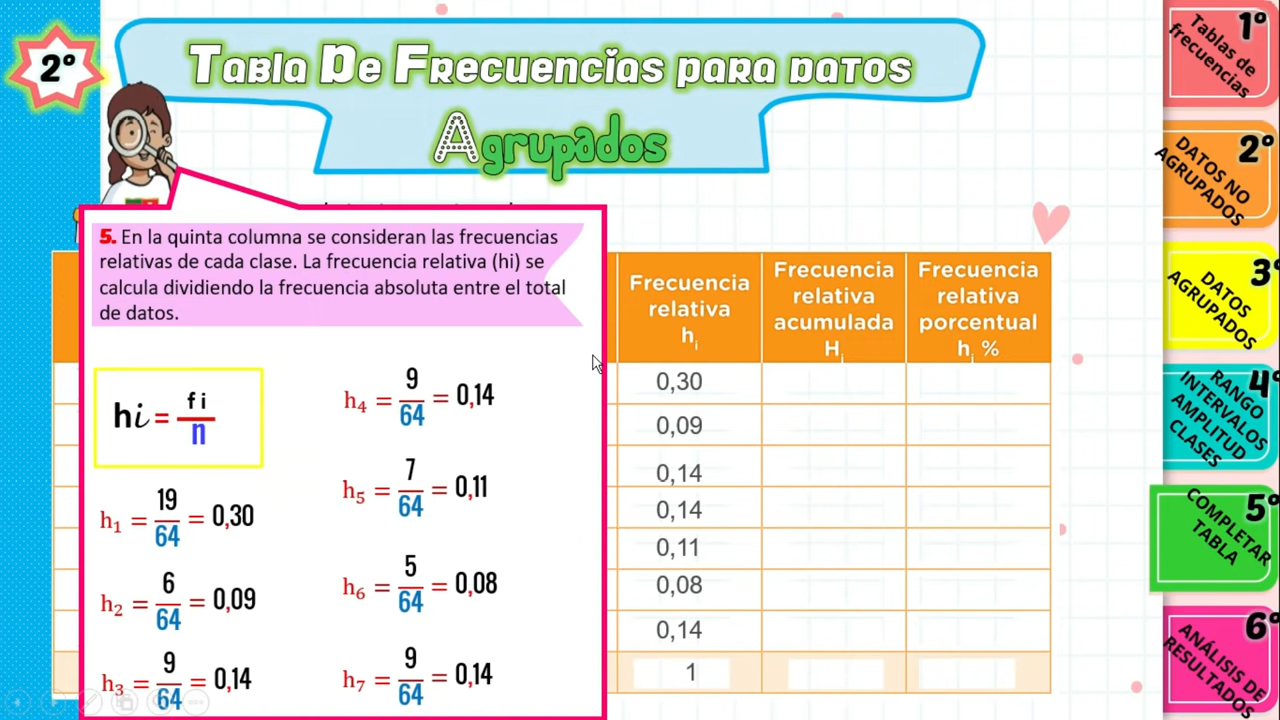 2°
Tabla De Frecuencias para datos
Agrupados
5. En la quinta columna se consideran las frecuencias
relativas de cada clase. La frecuencia relativa (hi) se
calcula dividiendo la frecuencia absoluta entre el total
de datos.
hi = fi/n
h₁ = 19/64 = 0,30
h₂ = 6/64 = 0,09
h₃ = 9/64 = 0,14
h₄ = 9/64 = 0,14
h₅ = 7/64 = 0,11
h₆ = 5/64 = 0,08
h₇ = 9/64 = 0,14
Frecuencia
relativa
hᵢ
Frecuencia
relativa
acumulada
Hᵢ
Frecuencia
relativa
porcentual
hᵢ %
0,30
0,09
0,14
0,14
0,11
0,08
0,14
1
1°
Tablas de
frecuencias
2°
DATOS NO
AGRUPADOS
3°
DATOS
AGRUPADOS
4°
RANGO
INTERVALOS
AMPLITUD
CLASES
5°
COMPLETAR
TABLA
6°
ANÁLISIS DE
RESULTADOS